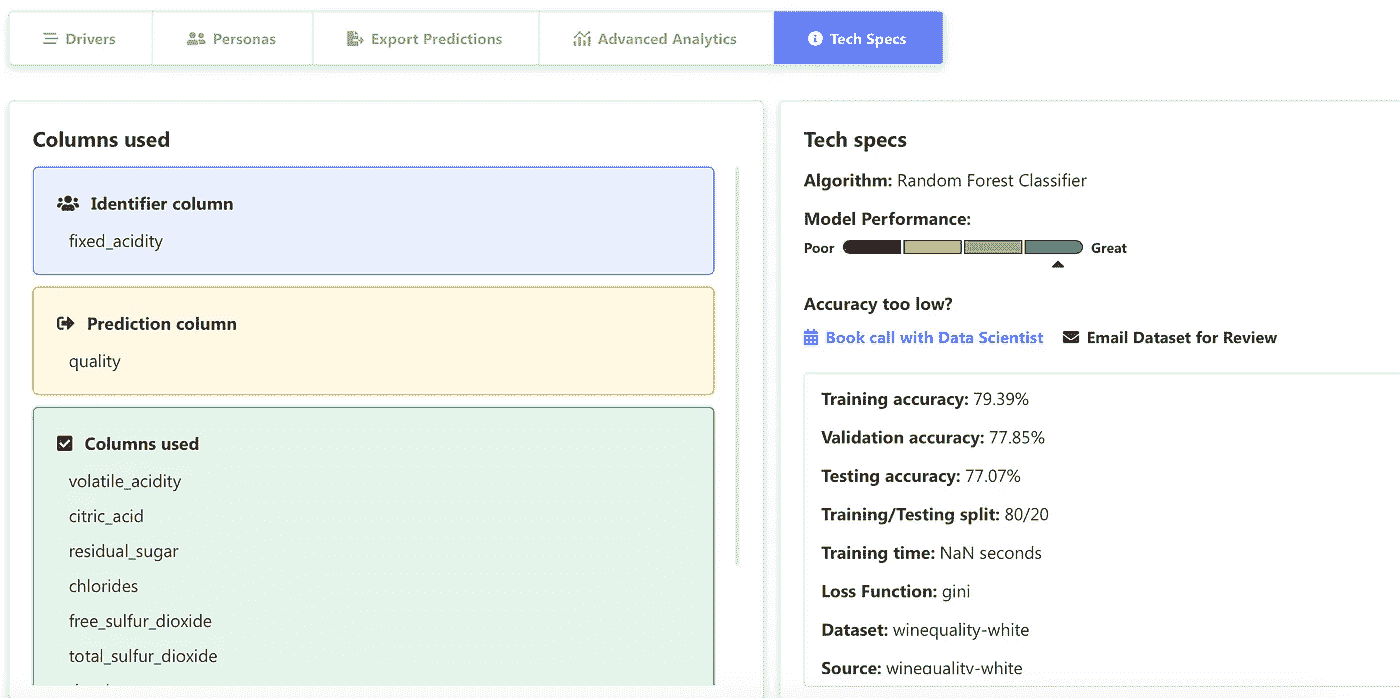 Drivers
Personas
Export Predictions
Advanced Analytics
Tech Specs
Columns used
Identifier column
fixed_acidity
Prediction column
quality
Columns used
volatile_acidity
citric_acid
residual_sugar
chlorides
free_sulfur_dioxide
total_sulfur_dioxide
Tech specs
Algorithm: Random Forest Classifier
Model Performance:
Poor Great
Accuracy too low?
Book call with Data Scientist Email Dataset for Review
Training accuracy: 79.39%
Validation accuracy: 77.85%
Testing accuracy: 77.07%
Training/Testing split: 80/20
Training time: NaN seconds
Loss Function: gini
Dataset: winequality-white
Source: winequality-white